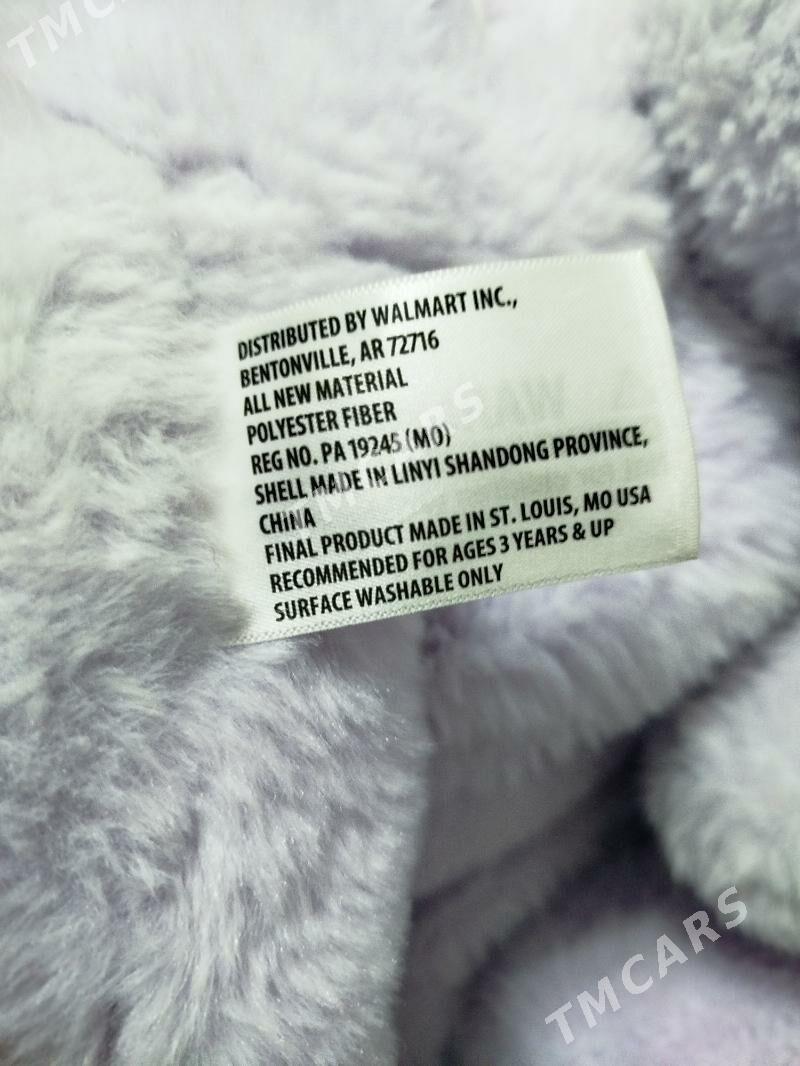 TMC
DISTRIBUTED BY WALMART INC.,
BENTONVILLE, AR 72716
ALL NEW MATERIAL
POLYESTER FIBER
REG NO. PA 19245 (MO)
SHELL MADE IN LINYI SHANDONG PROVINCE,
CHINA
FINAL PRODUCT MADE IN ST. LOUIS, MO USA
RECOMMENDED FOR AGES 3 YEARS & UP
SURFACE WASHABLE ONLY
TMCARS
TMCARS